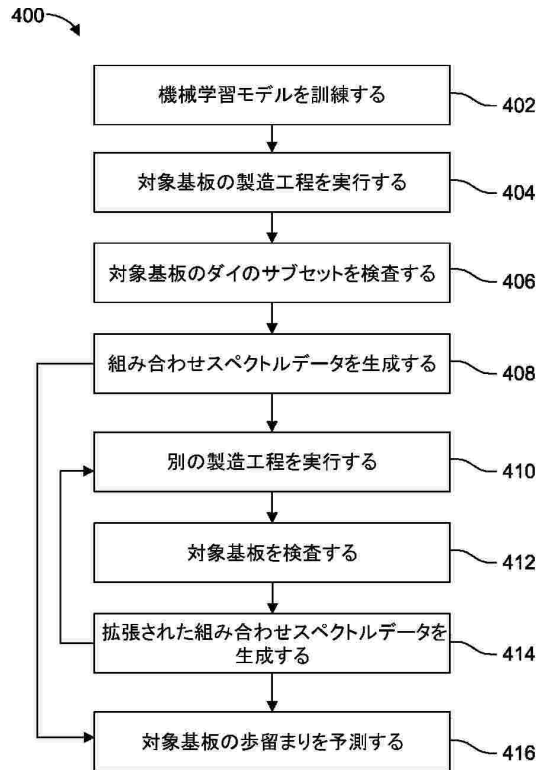 400
機械学習モデルを訓練する
402
対象基板の製造工程を実行する
404
対象基板のダイのサブセットを検査する
406
組み合わせスペクトルデータを生成する
408
別の製造工程を実行する
410
対象基板を検査する
412
拡張された組み合わせスペクトルデータを
生成する
414
対象基板の歩留まりを予測する
416